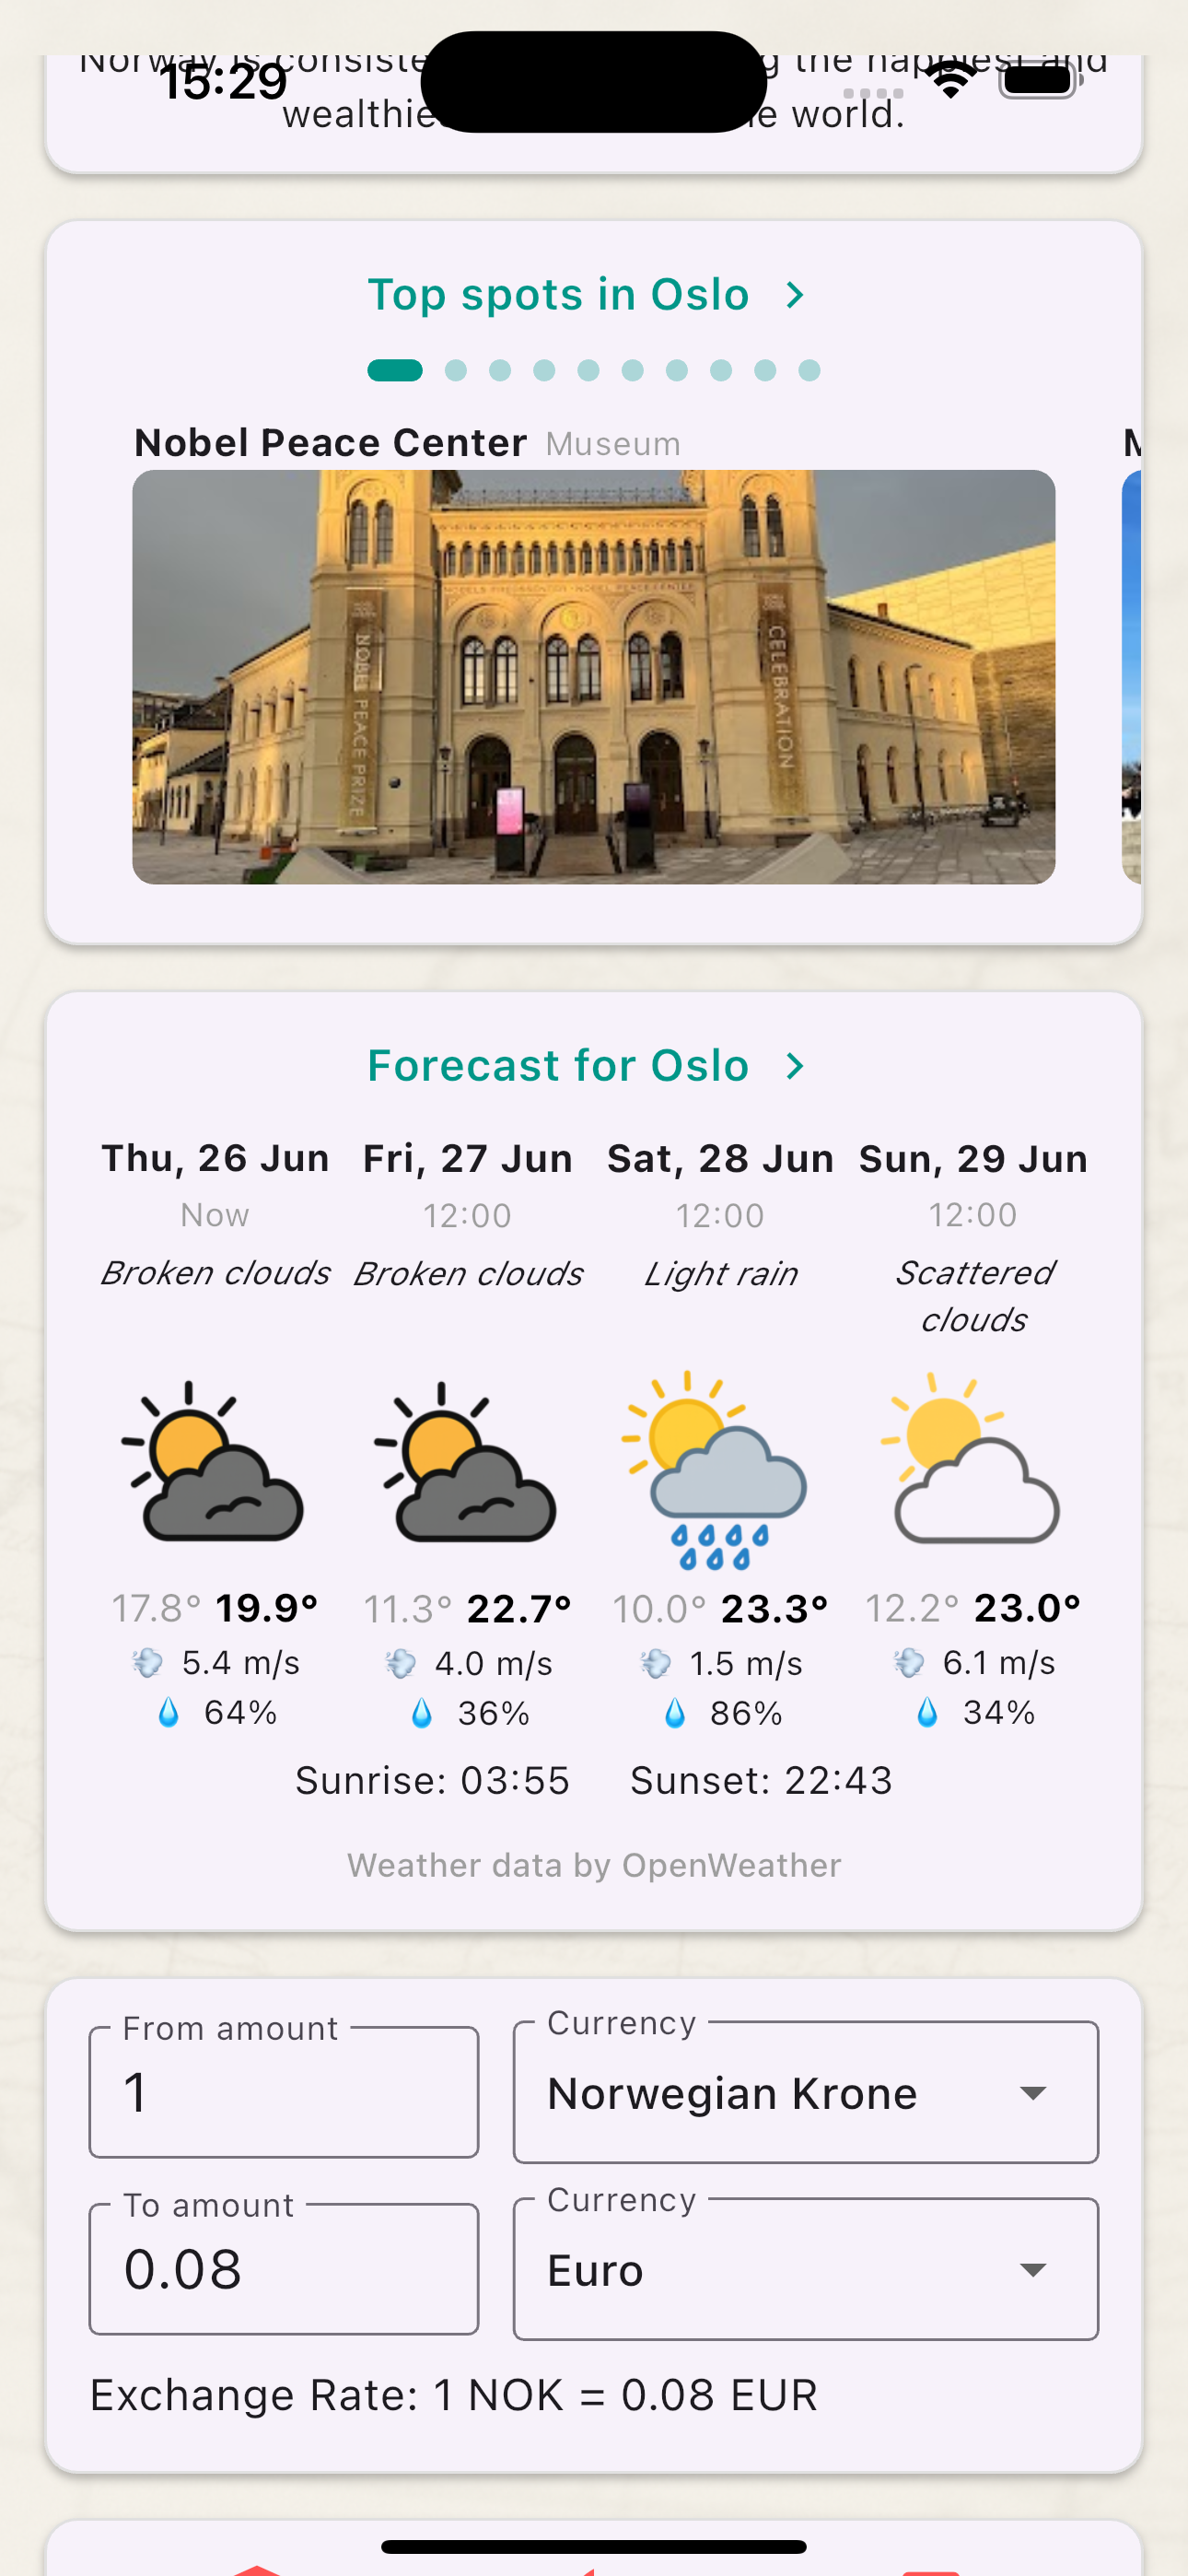 Norway is consiste g the happiest and
15:29
wealthies e world.
Top spots in Oslo
Nobel Peace Center Museum
NOBEL PEACE PRIZE
CELEBRATION
Forecast for Oslo
Thu, 26 Jun Fri, 27 Jun Sat, 28 Jun Sun, 29 Jun
Now 12:00 12:00 12:00
Broken clouds Broken clouds Light rain Scattered
clouds
17.8° 19.9° 11.3° 22.7° 10.0° 23.3° 12.2° 23.0°
5.4 m/s 4.0 m/s 1.5 m/s 6.1 m/s
64% 36% 86% 34%
Sunrise: 03:55 Sunset: 22:43
Weather data by OpenWeather
From amount Currency
1 Norwegian Krone
To amount Currency
0.08 Euro
Exchange Rate: 1 NOK = 0.08 EUR